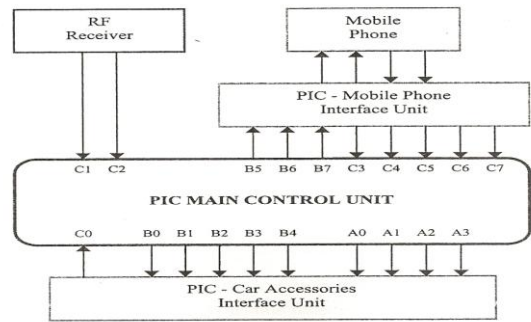 RF
Receiver
Mobile
Phone
PIC - Mobile Phone
Interface Unit
C1 C2 B5 B6 B7 C3 C4 C5 C6 C7
PIC MAIN CONTROL UNIT
C0 B0 B1 B2 B3 B4 A0 A1 A2 A3
PIC - Car Accessories
Interface Unit